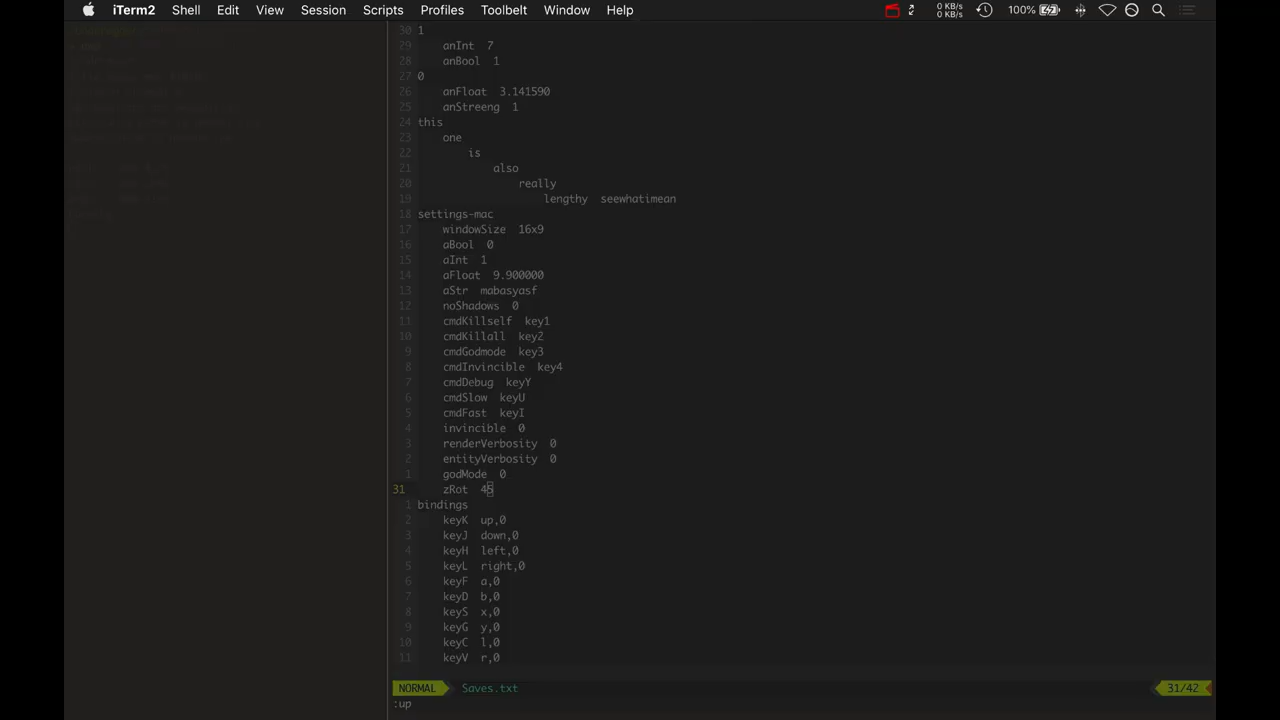 iTerm2 Shell Edit View Session Scripts Profiles Toolbelt Window Help 0 KB/s 0 KB/s 100%
30 1
29 anInt 7
28 anBool 1
27 0
26 anFloat 3.141590
25 anStreeng 1
24 this
23 one
22 is
21 also
20 really
19 lengthy seewhatimean
18 settings-mac
17 windowSize 16x9
16 aBool 0
15 aInt 1
14 aFloat 9.900000
13 aStr mabasyasf
12 noShadows 0
11 cmdKillself key1
10 cmdKillall key2
9 cmdGodmode key3
8 cmdInvincible key4
7 cmdDebug keyY
6 cmdSlow keyU
5 cmdFast keyI
4 invincible 0
3 renderVerbosity 0
2 entityVerbosity 0
1 godMode 0
31 zRot 45
1 bindings
2 keyK up,0
3 keyJ down,0
4 keyH left,0
5 keyL right,0
6 keyF a,0
7 keyD b,0
8 keyS x,0
9 keyG y,0
10 keyC l,0
11 keyV r,0
NORMAL Saves.txt 31/42
:up